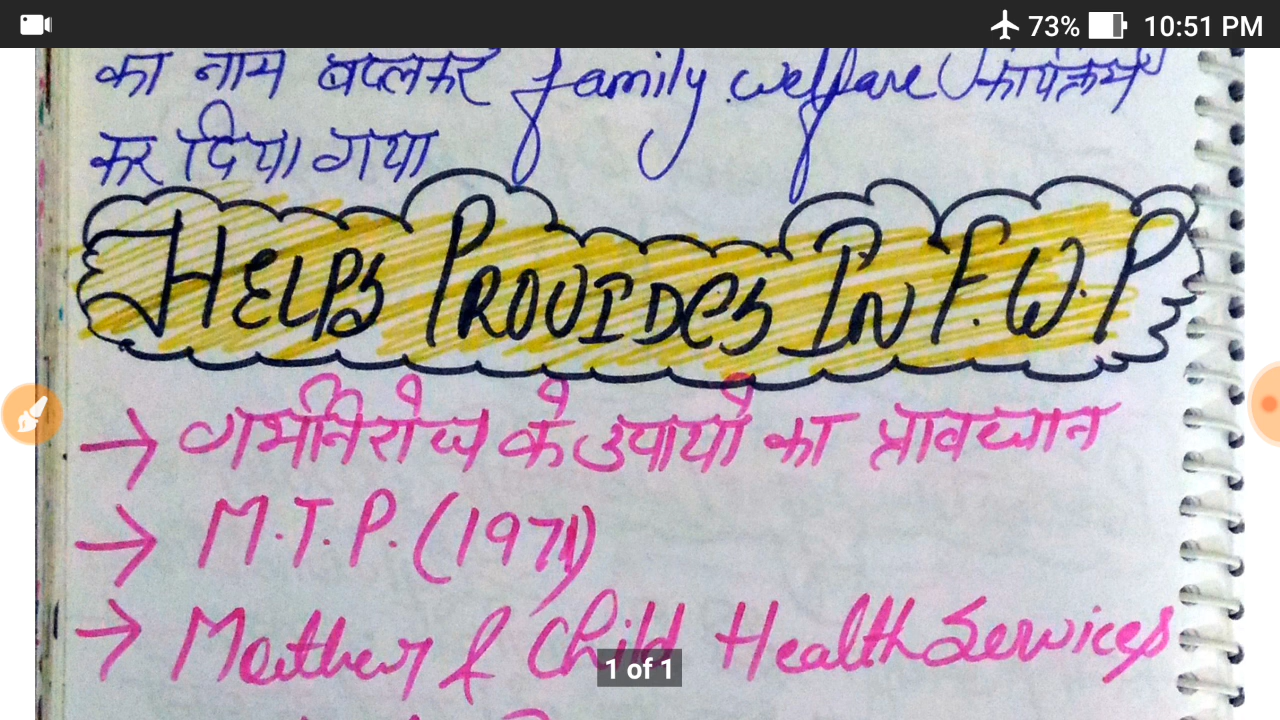 73% 10:51 PM
का नाम बदलकर family welfare कार्यक्रम
कर दिया गया
HELPS PROVIDES IN F.W.P
→ गर्भनिरोध के उपायो का प्रावधान
→ M.T.P. (1971)
→ Mother & Child Health Services
1 of 1